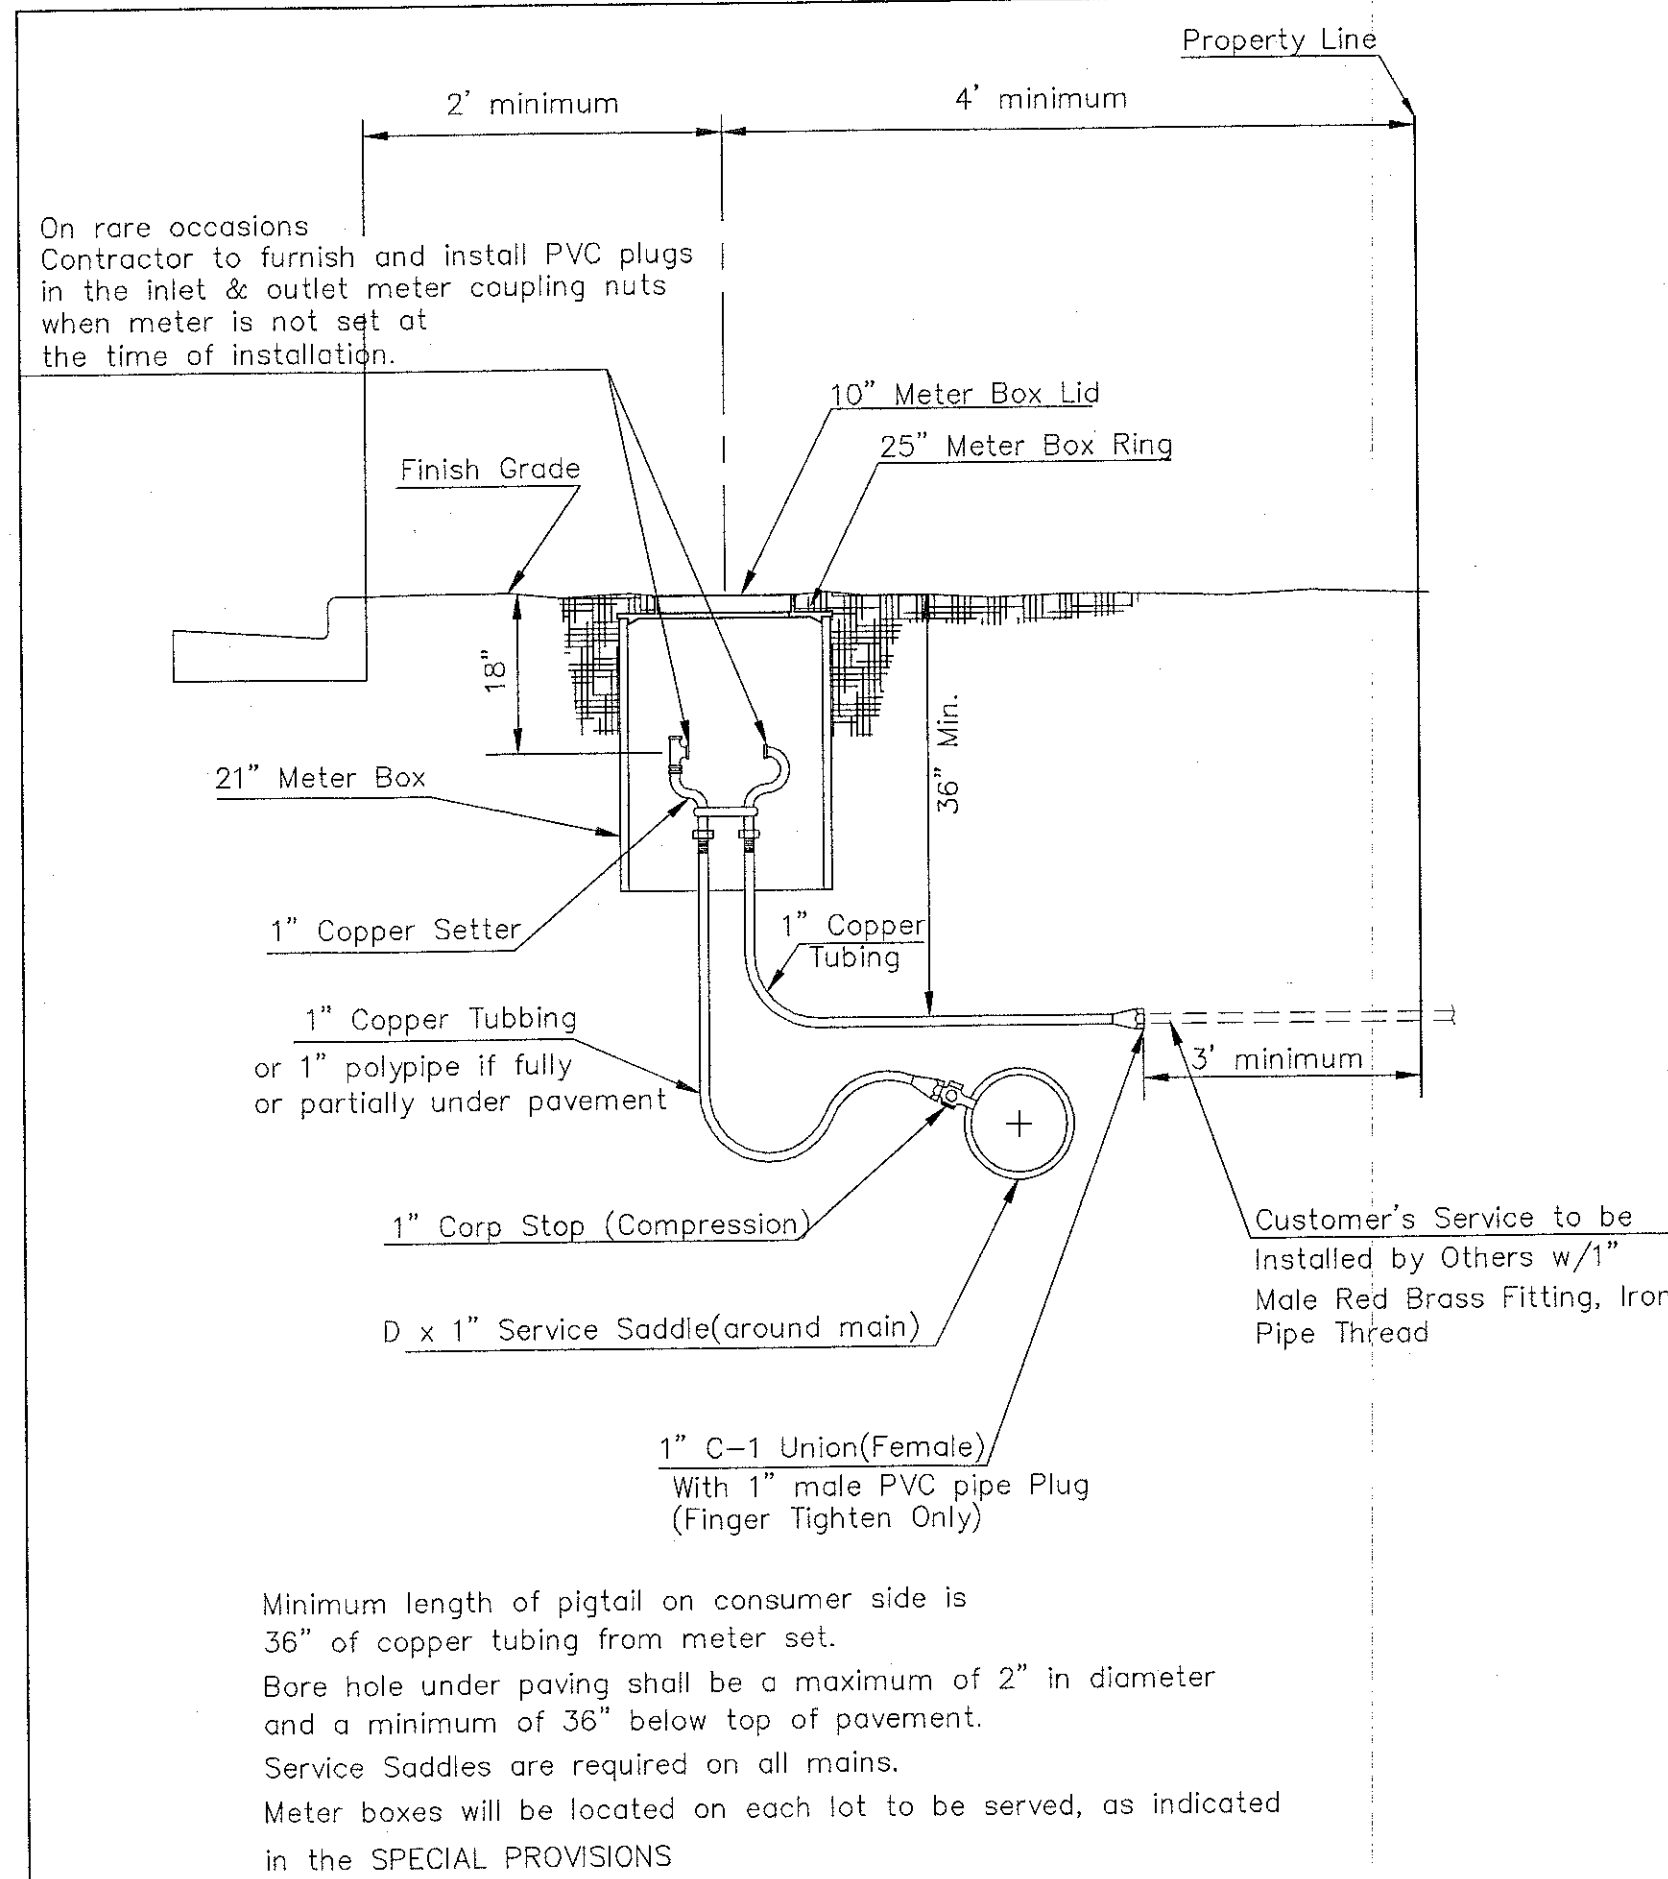 Property Line
2' minimum
4' minimum
On rare occasions
Contractor to furnish and install PVC plugs
in the inlet & outlet meter coupling nuts
when meter is not set at
the time of installation.
10" Meter Box Lid
25" Meter Box Ring
Finish Grade
18"
36" Min.
21" Meter Box
1" Copper Setter
1" Copper
Tubing
1" Copper Tubbing
or 1" polypipe if fully
or partially under pavement
3' minimum
1" Corp Stop (Compression)
Customer's Service to be
Installed by Others w/1"
Male Red Brass Fitting, Iron
Pipe Thread
D x 1" Service Saddle(around main)
1" C-1 Union(Female)
With 1" male PVC pipe Plug
(Finger Tighten Only)
Minimum length of pigtail on consumer side is
36" of copper tubing from meter set.
Bore hole under paving shall be a maximum of 2" in diameter
and a minimum of 36" below top of pavement.
Service Saddles are required on all mains.
Meter boxes will be located on each lot to be served, as indicated
in the SPECIAL PROVISIONS